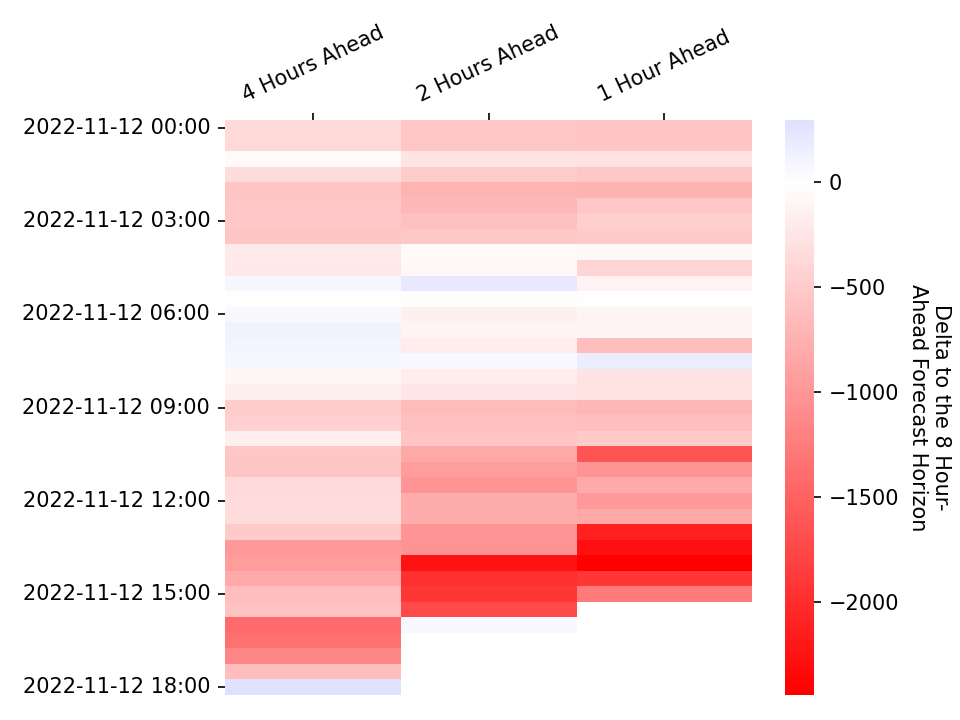 4 Hours Ahead
2 Hours Ahead
1 Hour Ahead
2022-11-12 00:00
2022-11-12 03:00
2022-11-12 06:00
2022-11-12 09:00
2022-11-12 12:00
2022-11-12 15:00
2022-11-12 18:00
0
−500
−1000
−1500
−2000
Delta to the 8 Hour-
Ahead Forecast Horizon